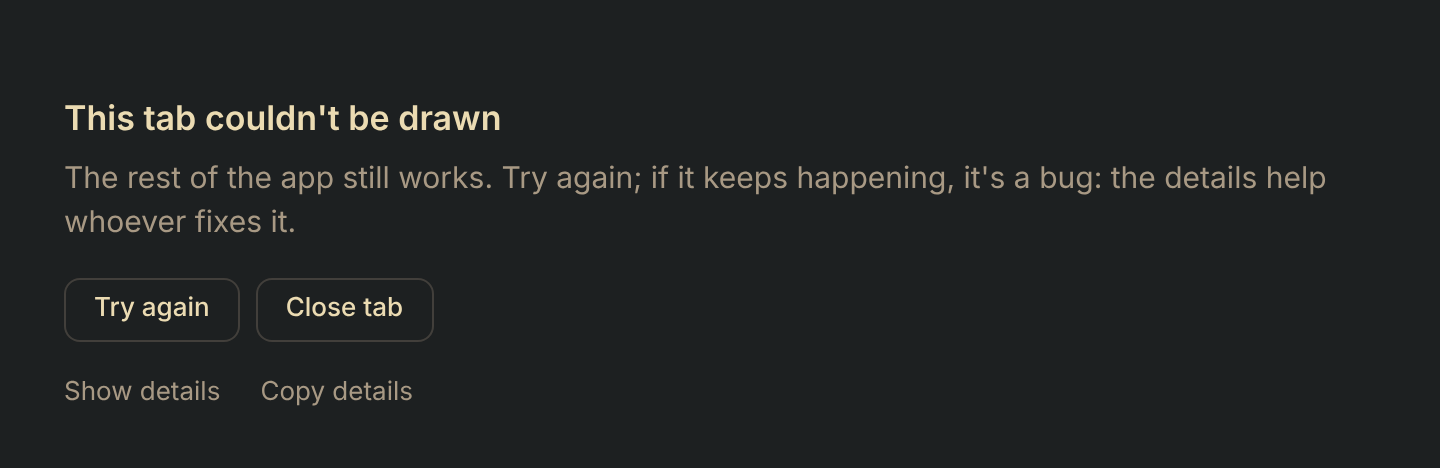 This tab couldn't be drawn
The rest of the app still works. Try again; if it keeps happening, it's a bug: the details help
whoever fixes it.
Try again
Close tab
Show details
Copy details